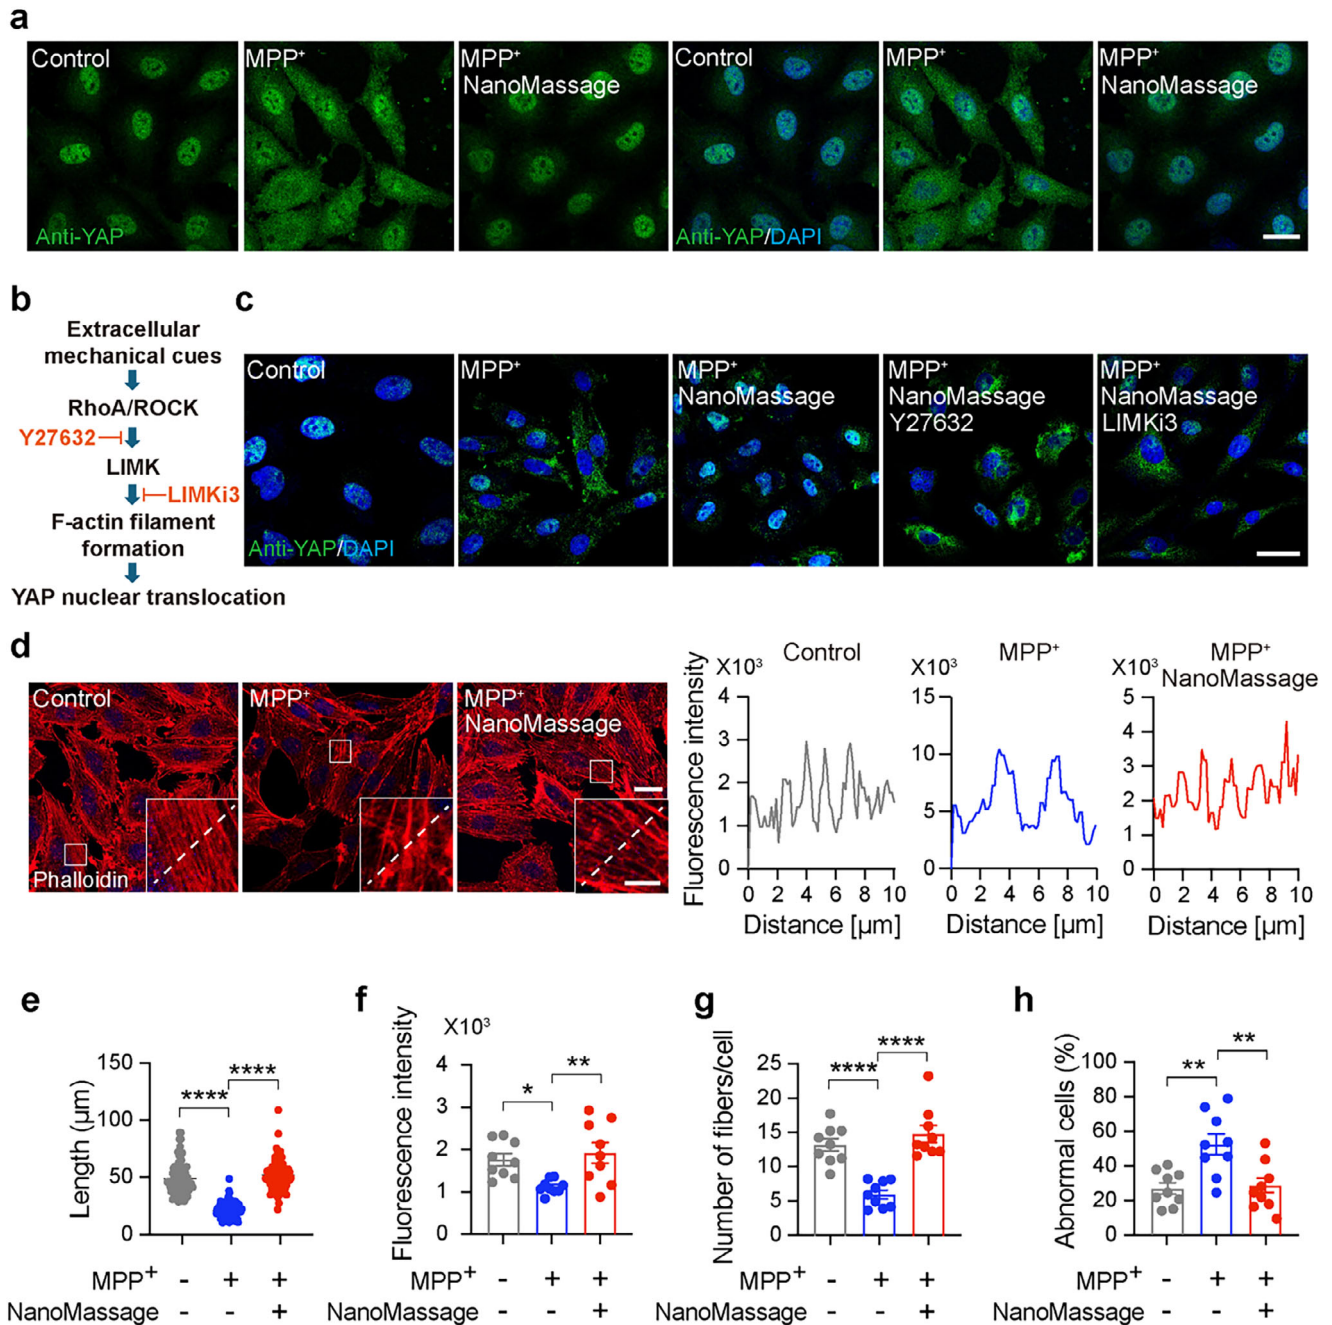 a
Control
MPP⁺
MPP⁺
NanoMassage
Control
MPP⁺
MPP⁺
NanoMassage
Anti-YAP
Anti-YAP/DAPI
b
Extracellular
mechanical cues
RhoA/ROCK
Y27632
LIMK
LIMKi3
F-actin filament
formation
YAP nuclear translocation
c
Control
MPP⁺
MPP⁺
NanoMassage
MPP⁺
NanoMassage
Y27632
MPP⁺
NanoMassage
LIMKi3
Anti-YAP/DAPI
d
Control
MPP⁺
MPP⁺
NanoMassage
Phalloidin
Fluorescence intensity
X10³
Control
4
3
2
1
0
0 2 4 6 8 10
Distance [µm]
X10³
MPP⁺
15
10
5
0
0 2 4 6 8 10
Distance [µm]
X10³
MPP⁺
NanoMassage
5
4
3
2
1
0
0 2 4 6 8 10
Distance [µm]
e
Length (µm)
150
100
50
0
**** ****
MPP⁺ - + +
NanoMassage - - +
f
Fluorescence intensity
X10³
4
3
2
1
0
* **
MPP⁺ - + +
NanoMassage - - +
g
Number of fibers/cell
25
20
15
10
5
0
**** ****
MPP⁺ - + +
NanoMassage - - +
h
Abnormal cells (%)
100
80
60
40
20
0
** **
MPP⁺ - + +
NanoMassage - - +